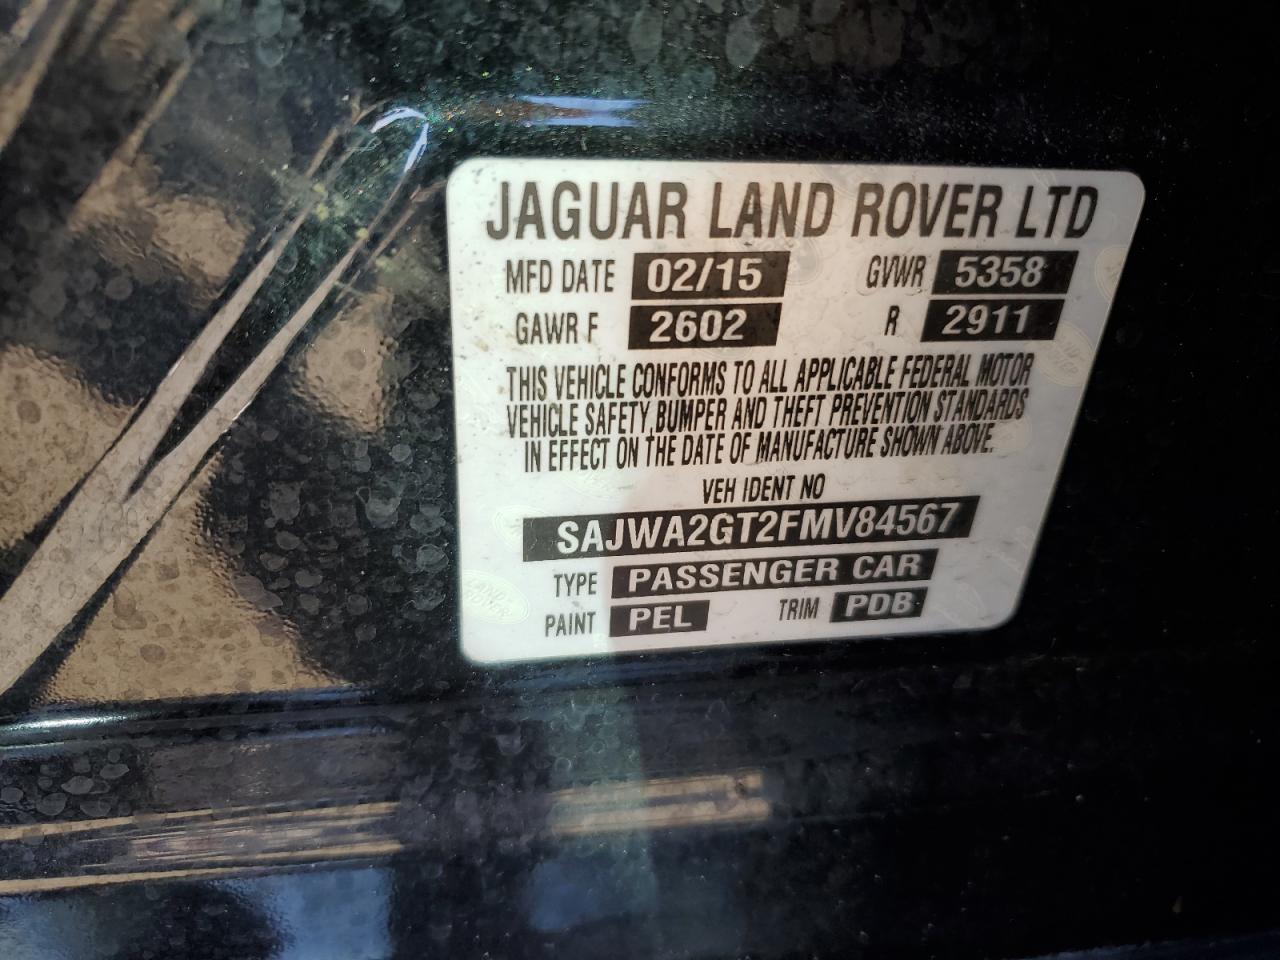 JAGUAR LAND ROVER LTD
MFD DATE 02/15 GVWR 5358
GAWR F 2602 R 2911
THIS VEHICLE CONFORMS TO ALL APPLICABLE FEDERAL MOTOR
VEHICLE SAFETY, BUMPER AND THEFT PREVENTION STANDARDS
IN EFFECT ON THE DATE OF MANUFACTURE SHOWN ABOVE.
VEH IDENT NO
SAJWA2GT2FMV84567
TYPE PASSENGER CAR
PAINT PEL TRIM PDB